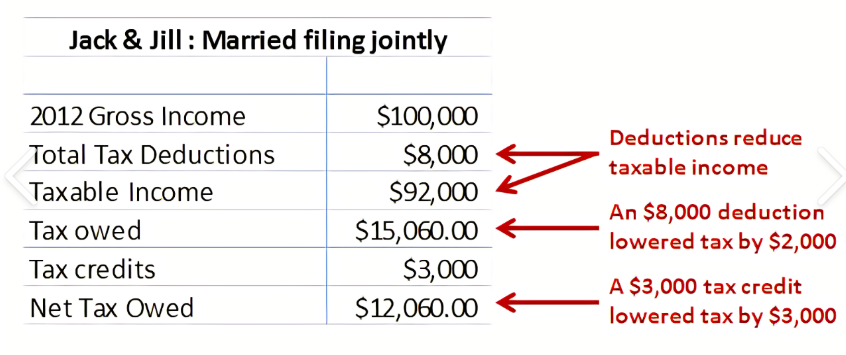 Jack & Jill : Married filing jointly
2012 Gross Income $100,000
Total Tax Deductions $8,000
Taxable Income $92,000
Tax owed $15,060.00
Tax credits $3,000
Net Tax Owed $12,060.00
Deductions reduce
taxable income
An $8,000 deduction
lowered tax by $2,000
A $3,000 tax credit
lowered tax by $3,000